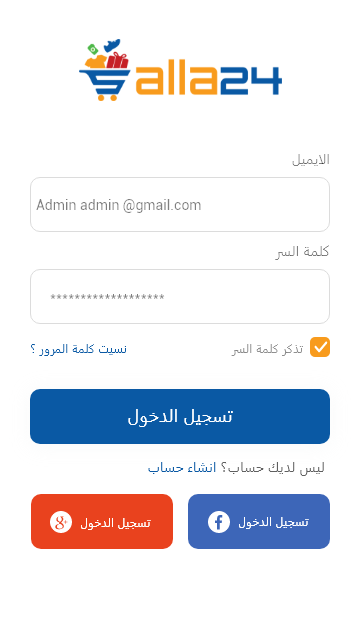 alla24
الايميل
Admin admin @gmail.com
كلمة السر
*******************
تذكر كلمة السر
نسيت كلمة المرور ؟
تسجيل الدخول
ليس لديك حساب؟ انشاء حساب
تسجيل الدخول
تسجيل الدخول